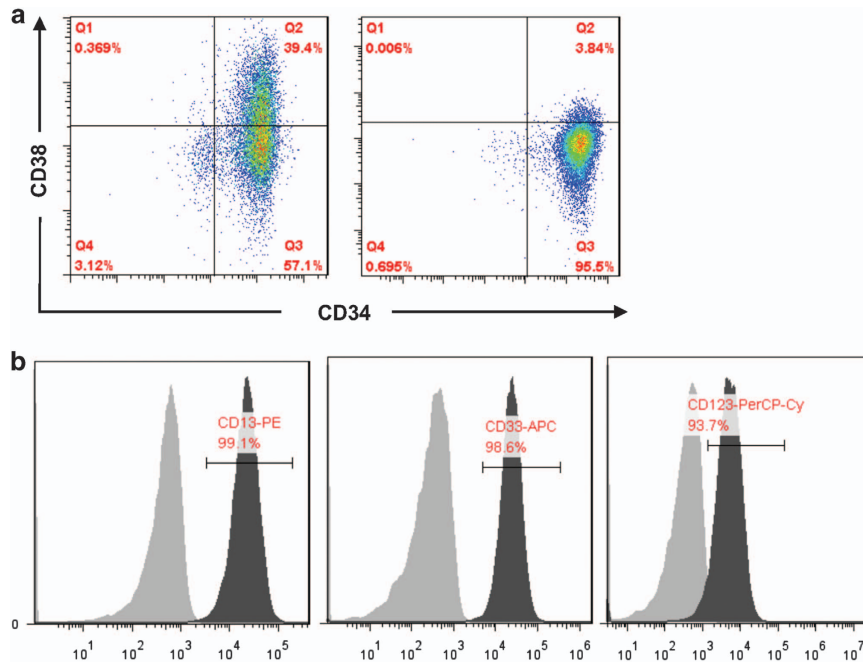 a
Q1 Q2
0.369% 39.4%
Q4 Q3
3.12% 57.1%
Q1 Q2
0.006% 3.84%
Q4 Q3
0.695% 95.5%
CD38
CD34
b
CD13-PE
99.1%
CD33-APC
98.6%
CD123-PerCP-Cy
93.7%
0
10¹ 10² 10³ 10⁴ 10⁵
10¹ 10² 10³ 10⁴ 10⁵ 10⁶
10¹ 10² 10³ 10⁴ 10⁵ 10⁶ 10⁷